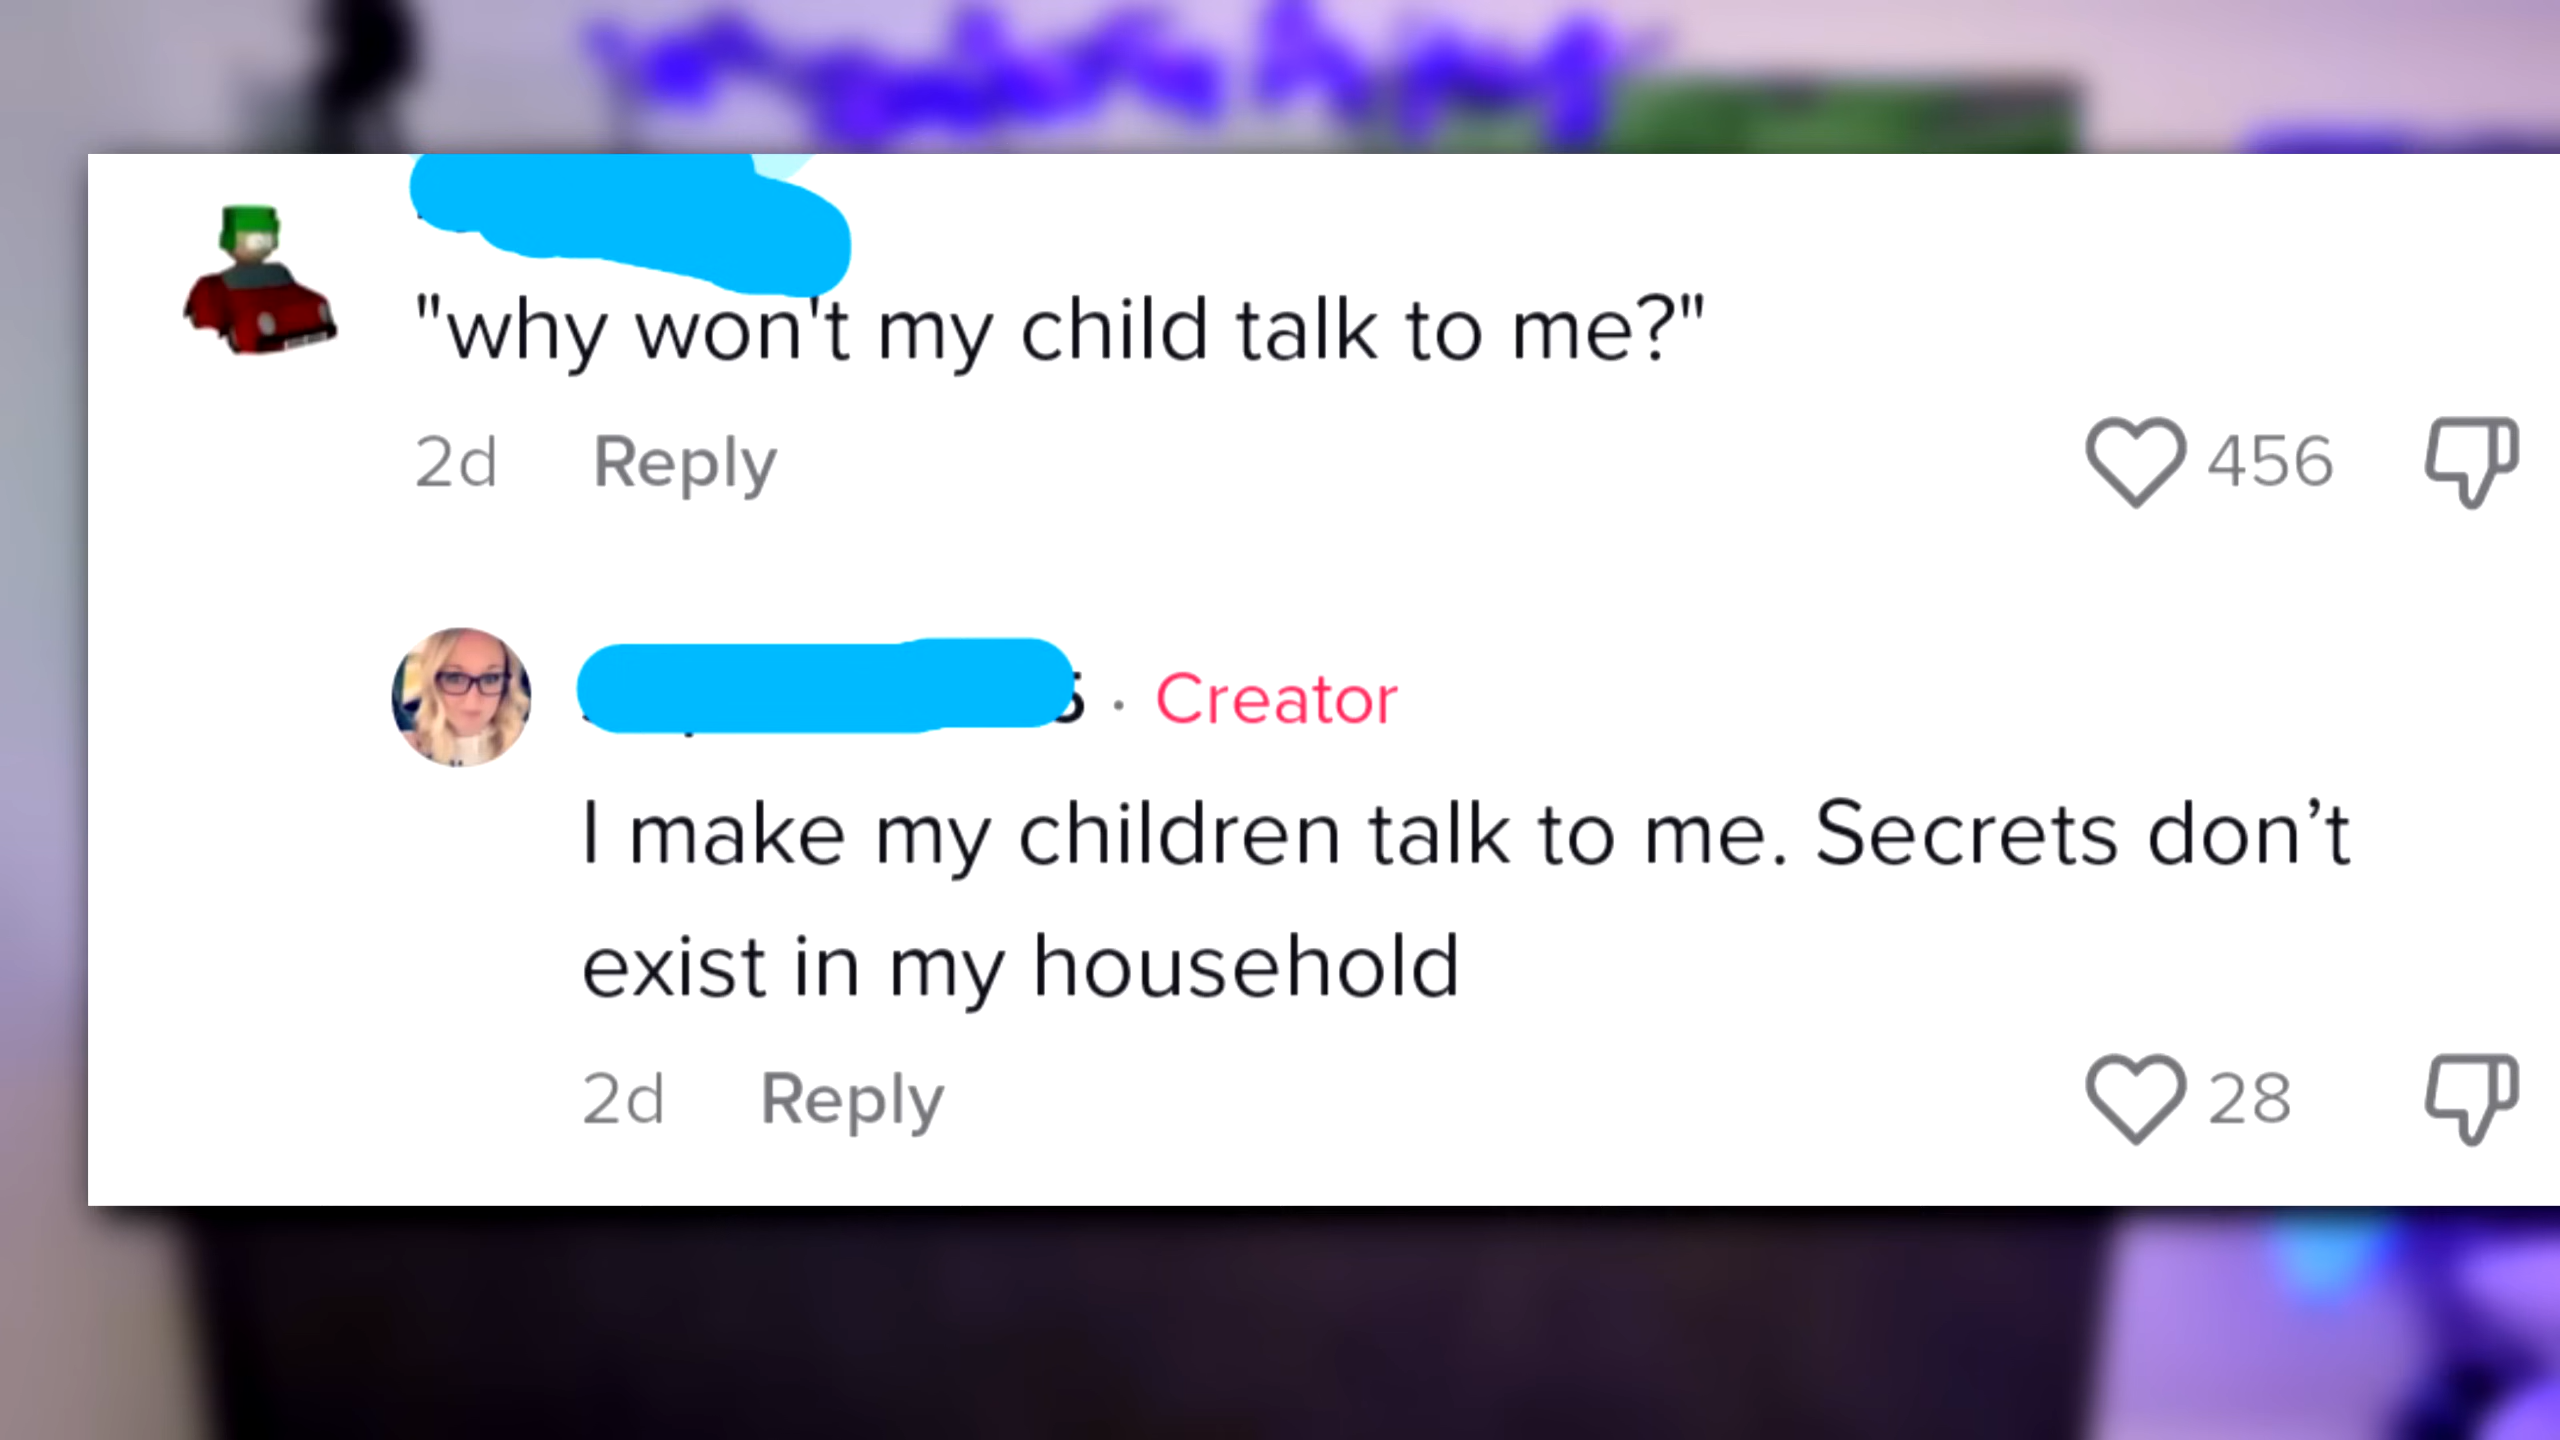 "why won't my child talk to me?"
2d Reply 456
5 · Creator
I make my children talk to me. Secrets don’t
exist in my household
2d Reply 28